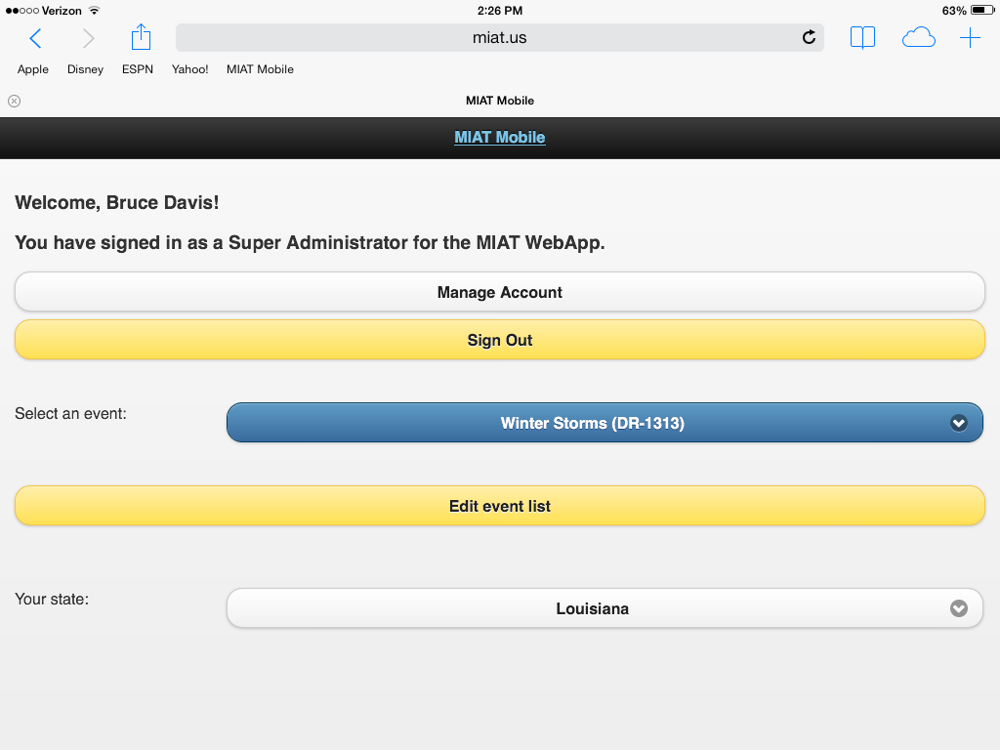 Verizon 2:26 PM 63%
miat.us
Apple Disney ESPN Yahoo! MIAT Mobile
MIAT Mobile
MIAT Mobile
Welcome, Bruce Davis!
You have signed in as a Super Administrator for the MIAT WebApp.
Manage Account
Sign Out
Select an event: Winter Storms (DR-1313)
Edit event list
Your state: Louisiana